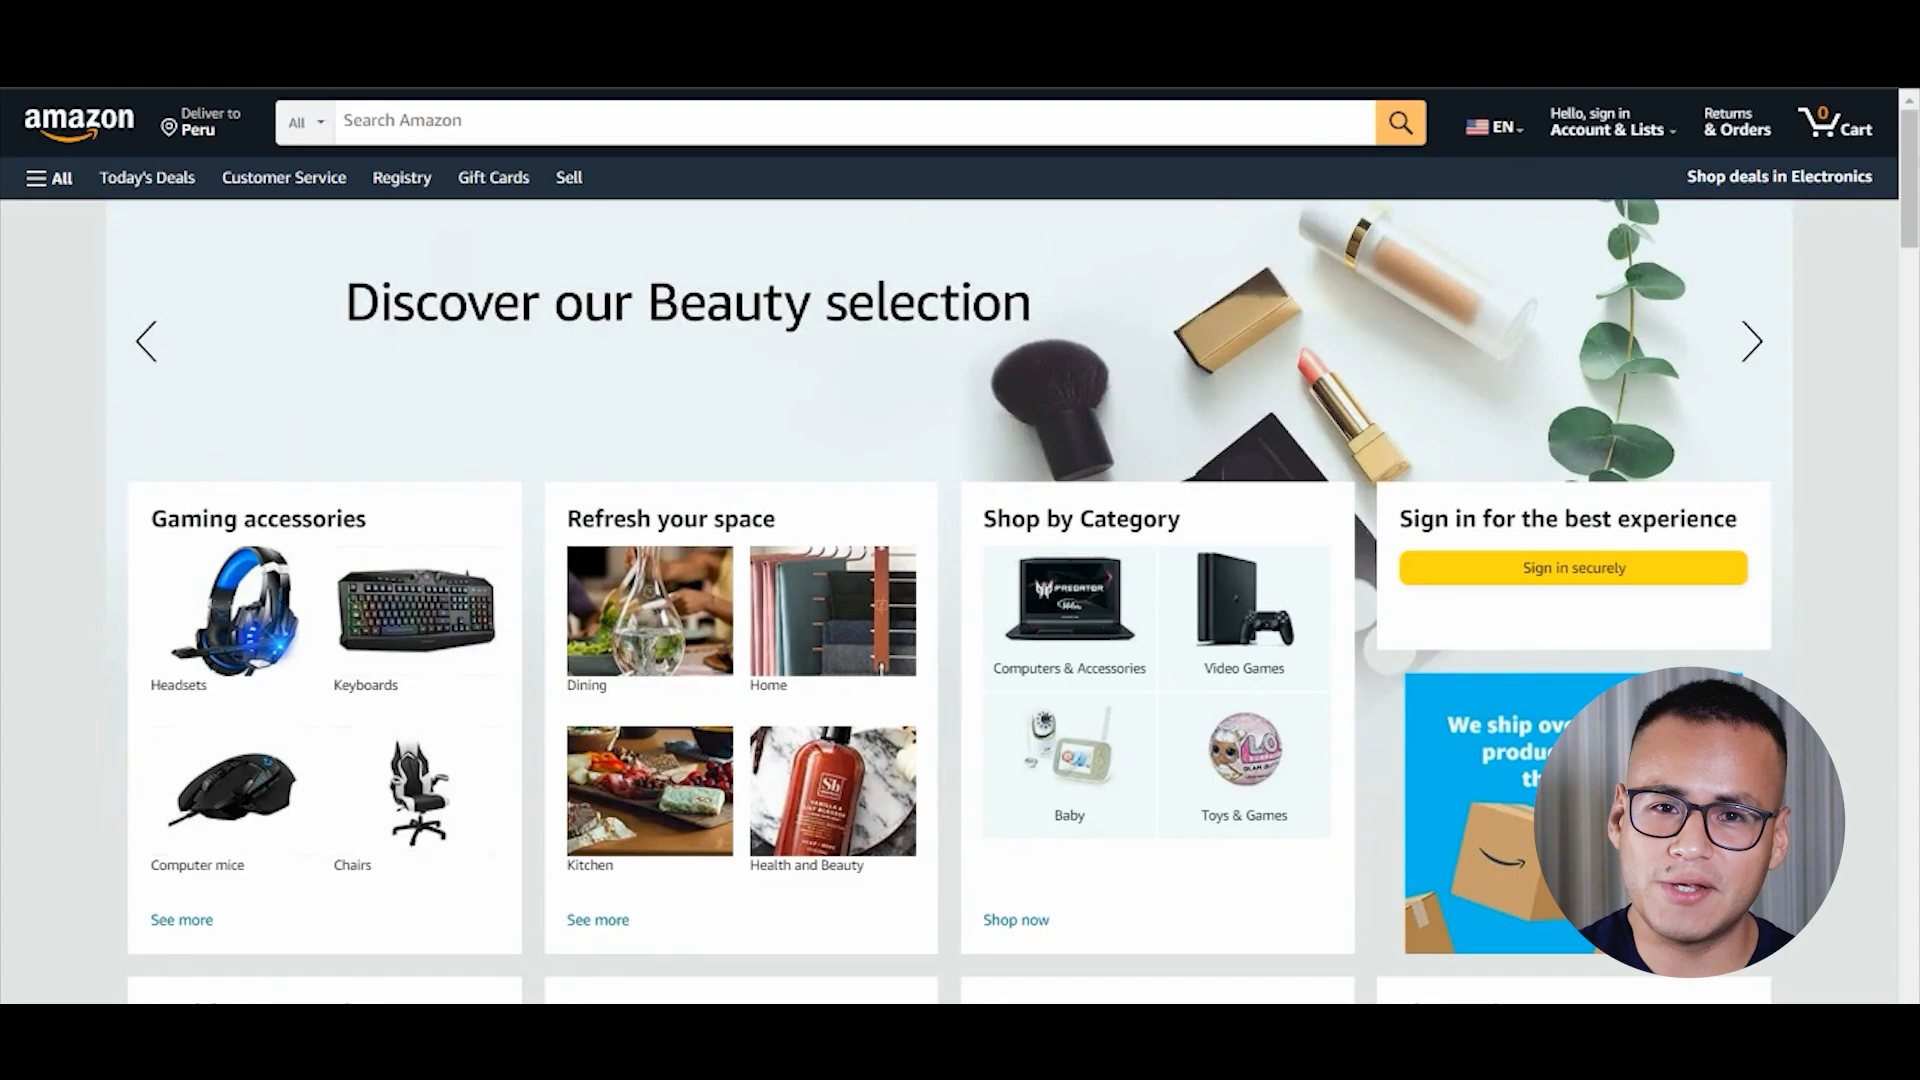 amazon
Deliver to
Peru
All
Search Amazon
EN
Hello, sign in
Account & Lists
Returns
& Orders
0
Cart
All
Today's Deals
Customer Service
Registry
Gift Cards
Sell
Shop deals in Electronics
Discover our Beauty selection
Gaming accessories
Headsets
Keyboards
Computer mice
Chairs
See more
Refresh your space
Dining
Home
Sb
VANILLA &
Kitchen
Health and Beauty
See more
Shop by Category
PREDATOR
Computers & Accessories
Video Games
L.O.L.
Baby
Toys & Games
Shop now
Sign in for the best experience
Sign in securely
We ship